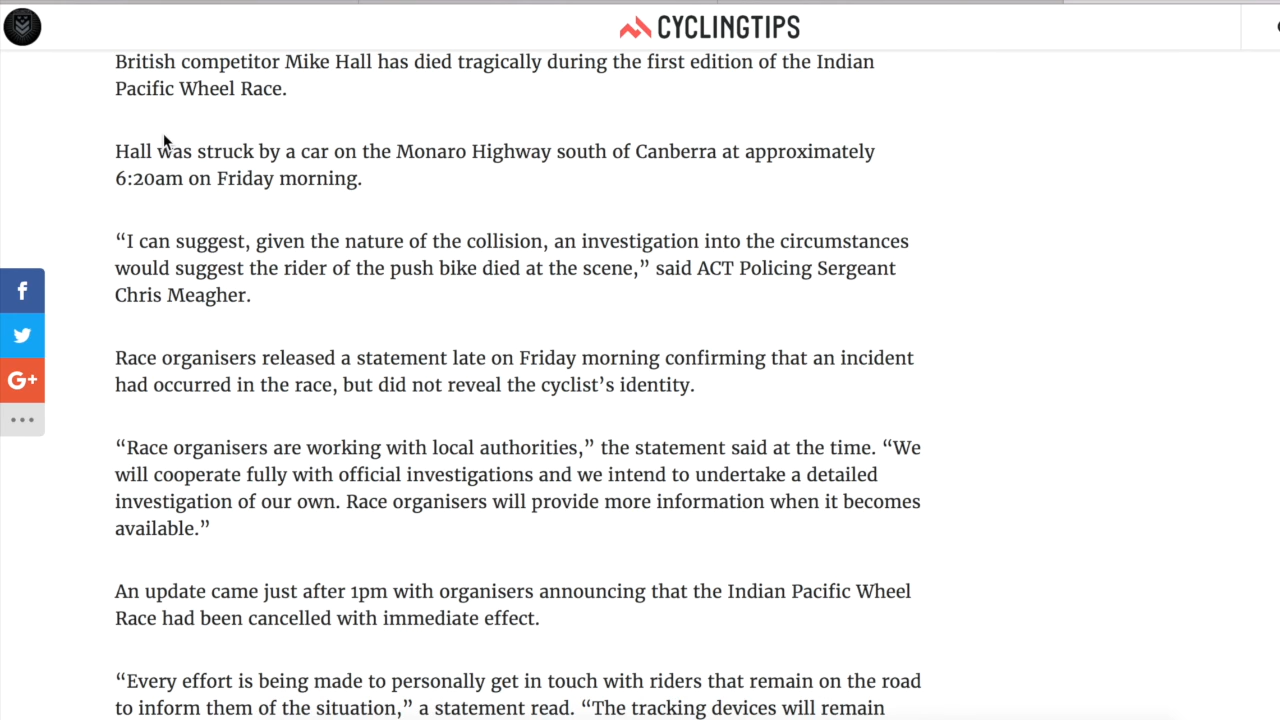 CYCLINGTIPS
British competitor Mike Hall has died tragically during the first edition of the Indian
Pacific Wheel Race.
Hall was struck by a car on the Monaro Highway south of Canberra at approximately
6:20am on Friday morning.
“I can suggest, given the nature of the collision, an investigation into the circumstances
would suggest the rider of the push bike died at the scene,” said ACT Policing Sergeant
Chris Meagher.
f
Race organisers released a statement late on Friday morning confirming that an incident
had occurred in the race, but did not reveal the cyclist’s identity.
G+
“Race organisers are working with local authorities,” the statement said at the time. “We
will cooperate fully with official investigations and we intend to undertake a detailed
investigation of our own. Race organisers will provide more information when it becomes
available.”
An update came just after 1pm with organisers announcing that the Indian Pacific Wheel
Race had been cancelled with immediate effect.
“Every effort is being made to personally get in touch with riders that remain on the road
to inform them of the situation,” a statement read. “The tracking devices will remain